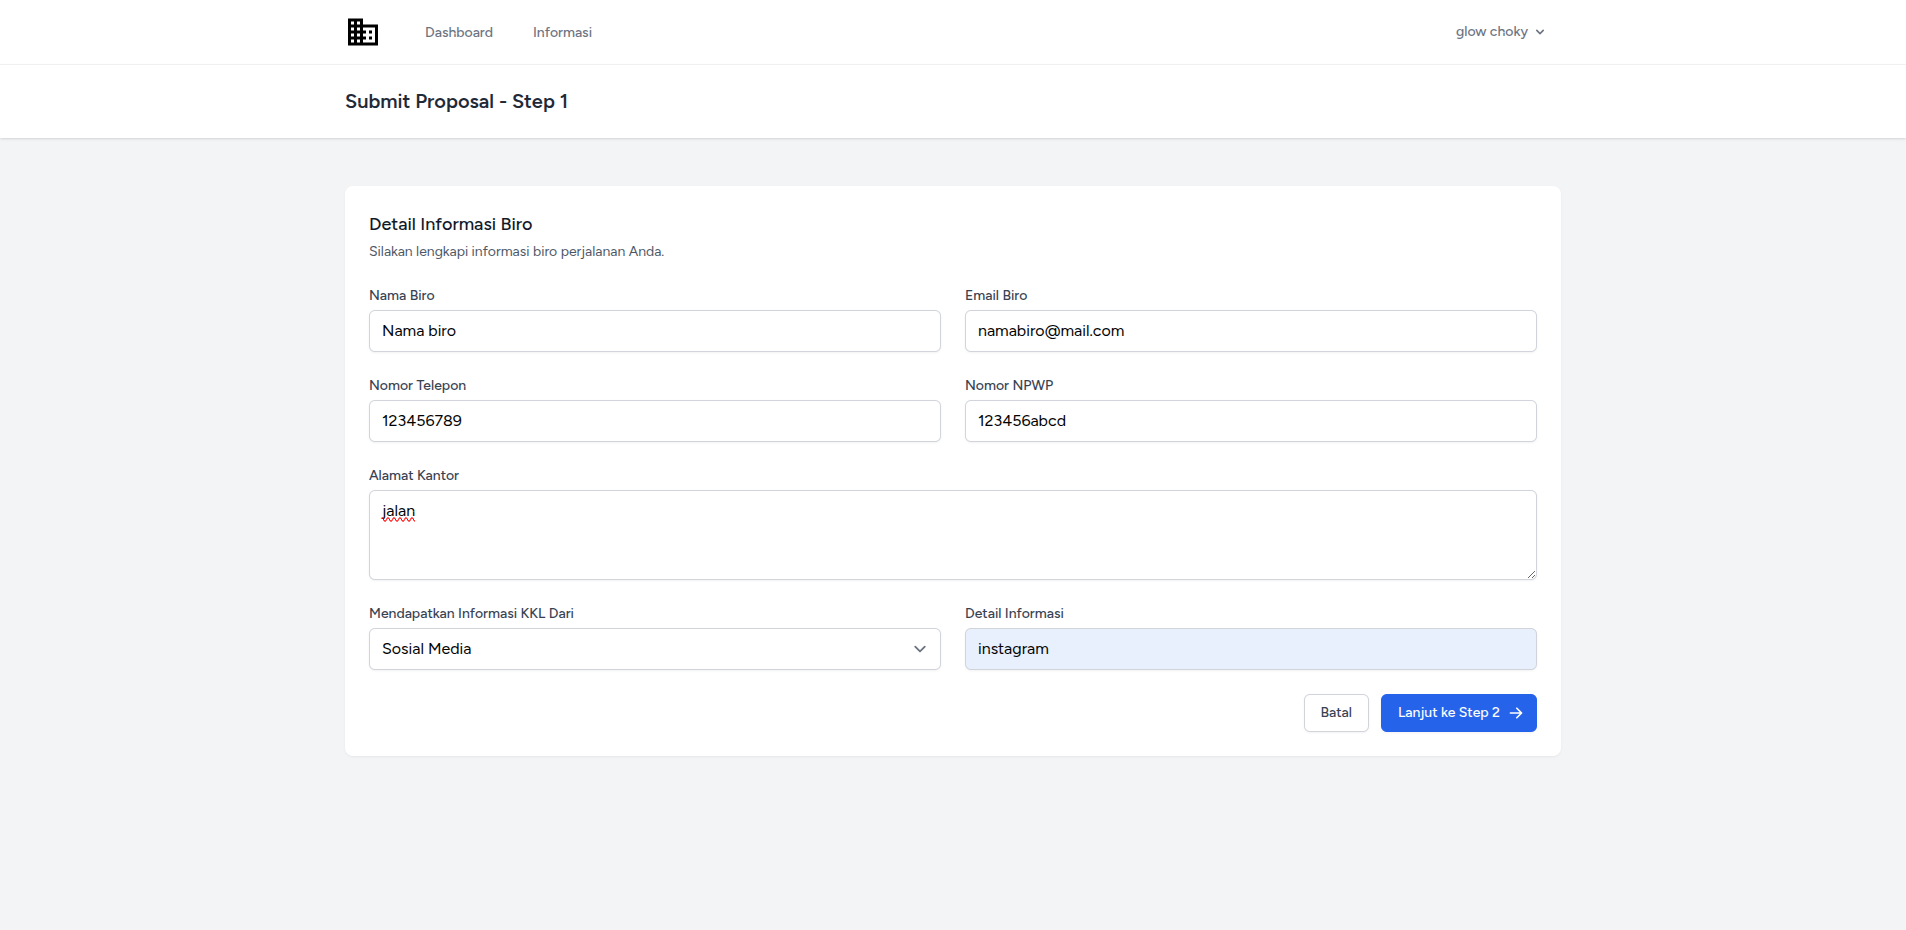 Dashboard Informasi glow choky
Submit Proposal - Step 1
Detail Informasi Biro
Silakan lengkapi informasi biro perjalanan Anda.
Nama Biro Email Biro
Nama biro namabiro@mail.com
Nomor Telepon Nomor NPWP
123456789 123456abcd
Alamat Kantor
jalan
Mendapatkan Informasi KKL Dari Detail Informasi
Sosial Media instagram
Batal Lanjut ke Step 2 →